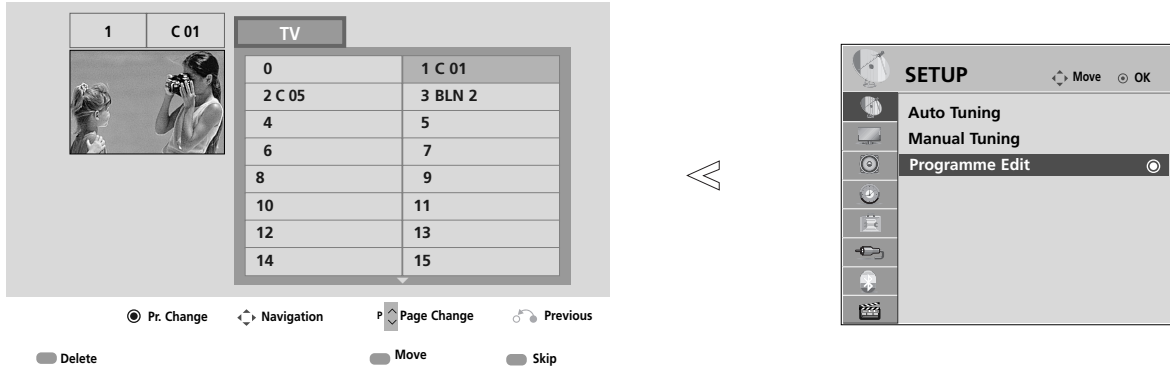 1 C 01
TV
0 1 C 01
2 C 05 3 BLN 2
4 5
6 7
8 9
10 11
12 13
14 15
Pr. Change Navigation P Page Change Previous
Delete Move Skip
SETUP Move OK
Auto Tuning
Manual Tuning
Programme Edit